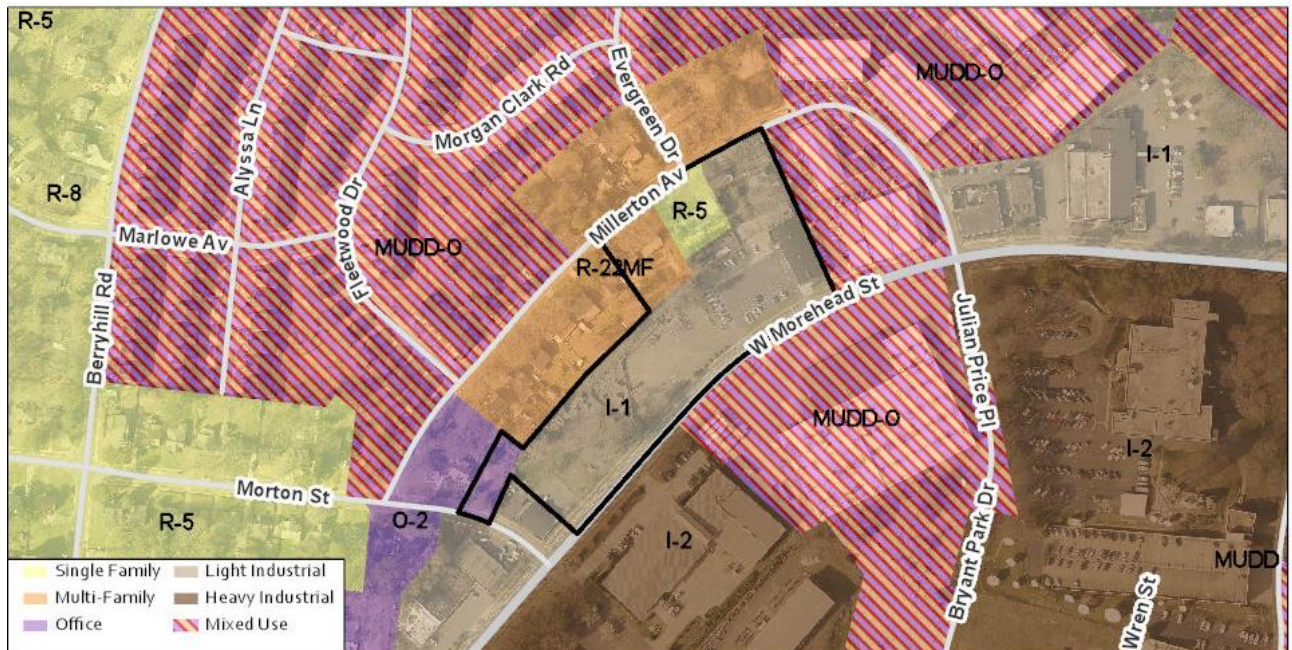 R-5
Morgan Clark Rd
Evergreen Dr
MUDD-O
Alyssa Ln
I-1
R-8
Millerton Av
R-5
Marlowe Av
Fleetwood Dr
MUDD-O
R-22MF
Berryhill Rd
W Morehead St
Julian Price Pl
I-1
MUDD-O
I-2
Morton St
R-5
O-2
I-2
Bryant Park Dr
MUDD
Wren St
Single Family
Light Industrial
Multi-Family
Heavy Industrial
Office
Mixed Use